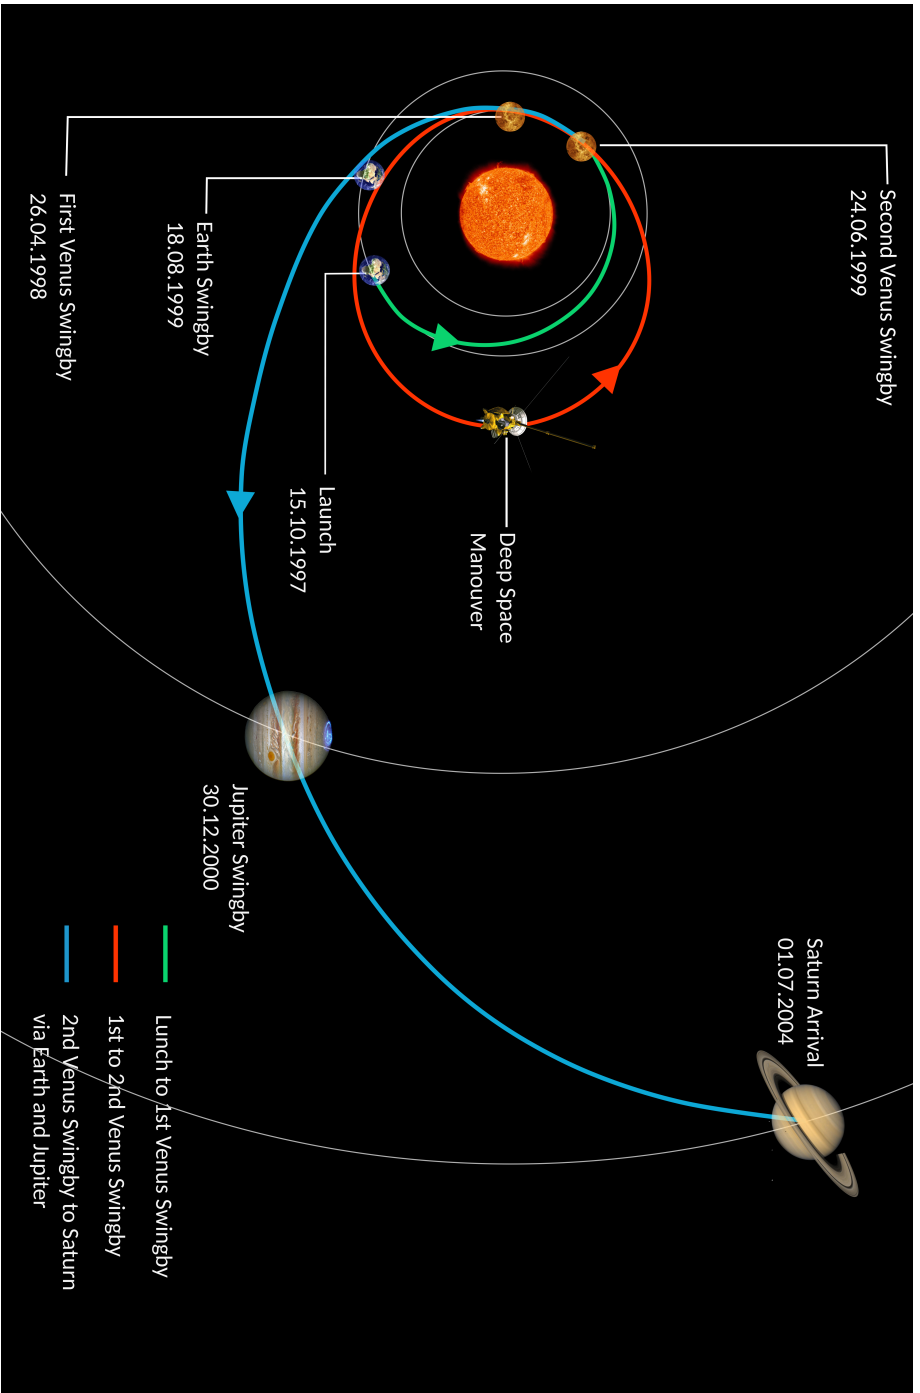 Second Venus Swingby
24.06.1999
Saturn Arrival
01.07.2004
Deep Space
Manouver
Launch
15.10.1997
Jupiter Swingby
30.12.2000
Earth Swingby
18.08.1999
First Venus Swingby
26.04.1998
Lunch to 1st Venus Swingby
1st to 2nd Venus Swingby
2nd Venus Swingby to Saturn
via Earth and Jupiter